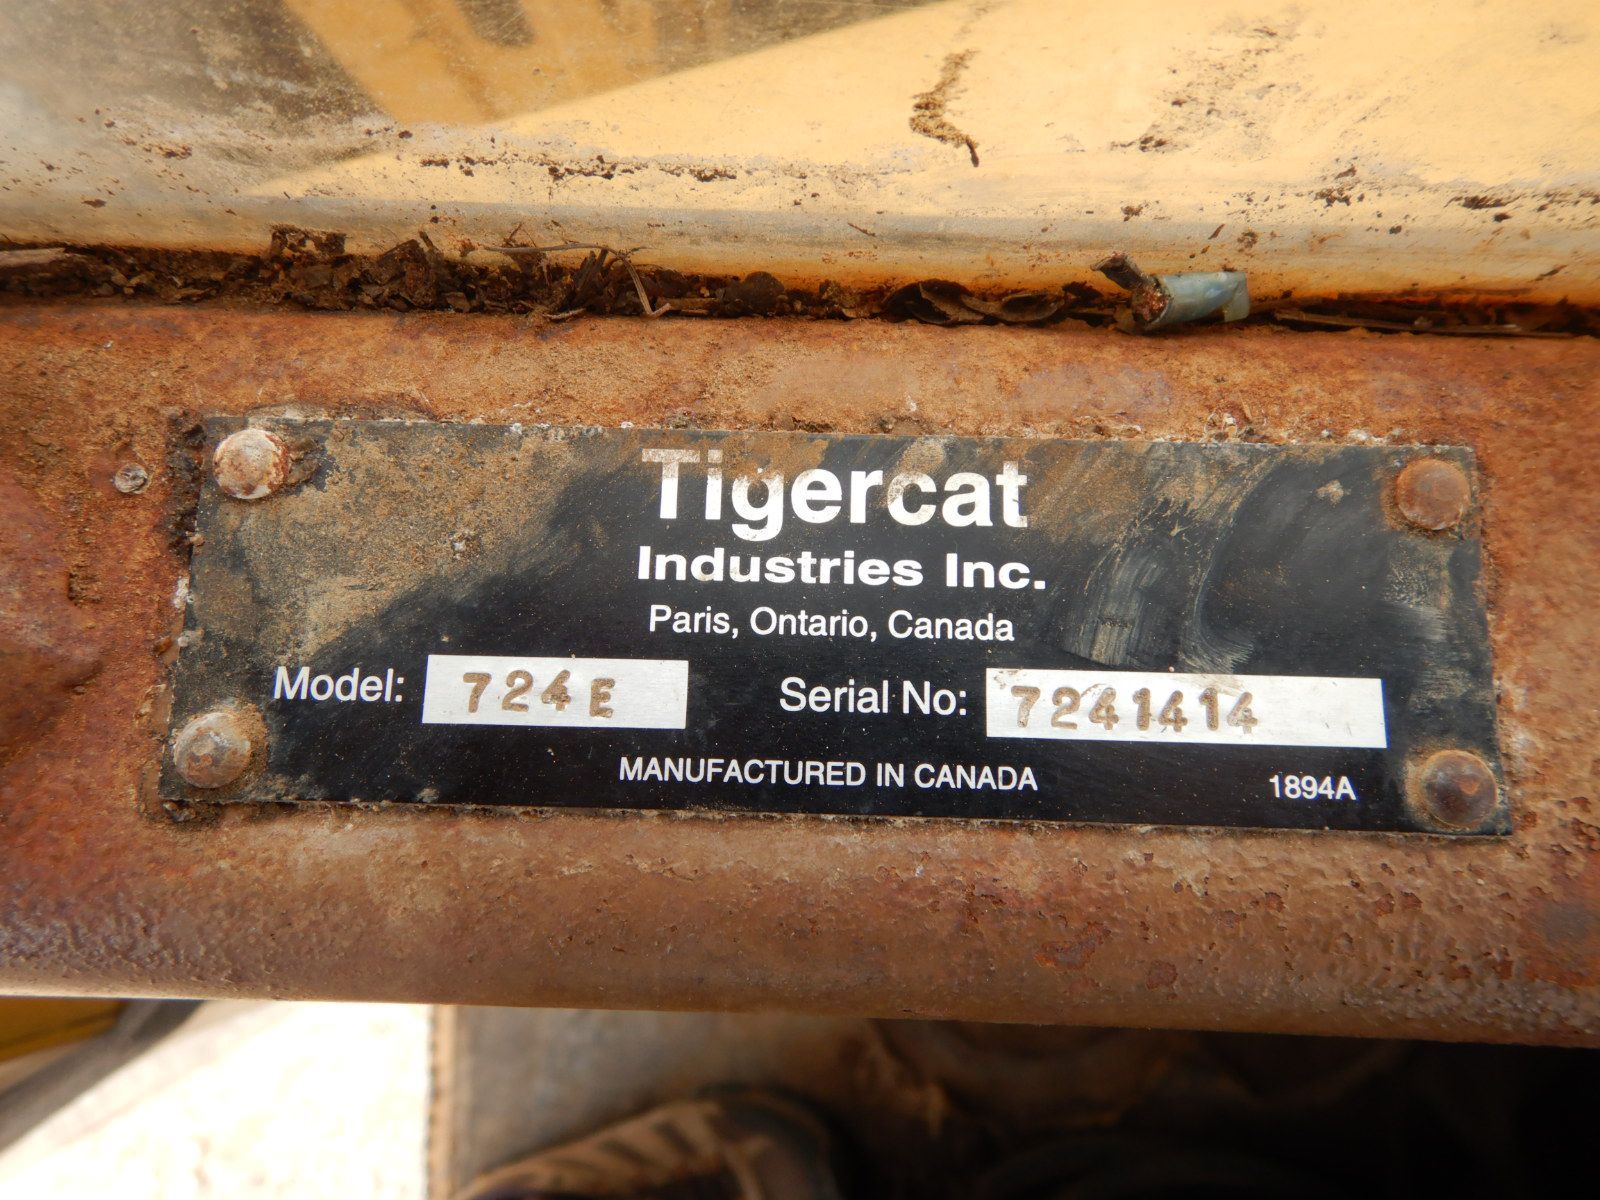 Tigercat
Industries Inc.
Paris, Ontario, Canada
Model: 724E Serial No: 7241414
MANUFACTURED IN CANADA 1894A